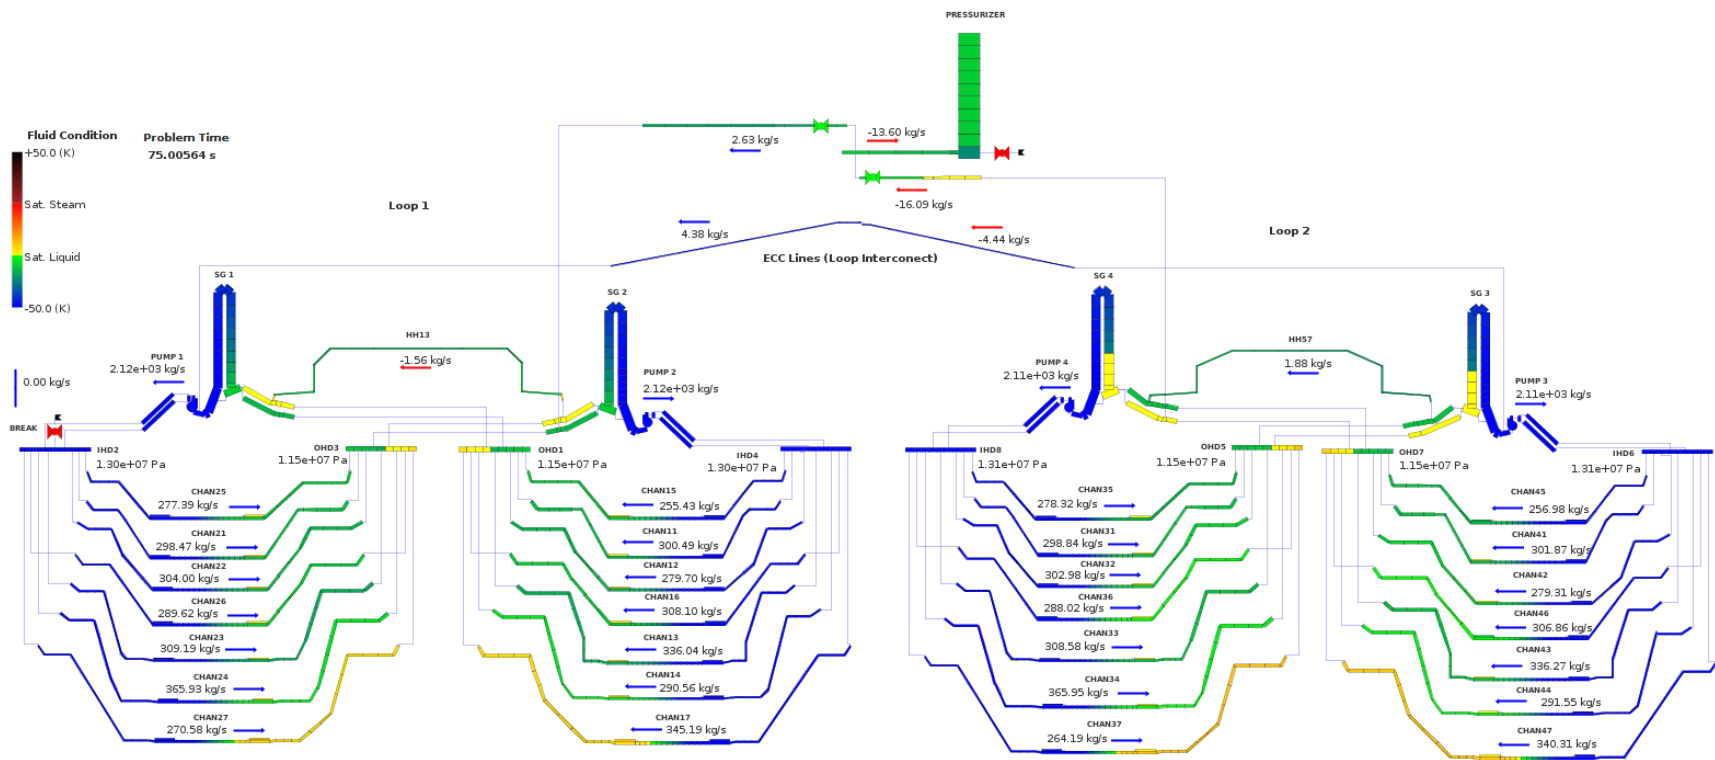 PRESSURIZER
Fluid Condition
Problem Time
75.00564 s
+50.0 (K)
Sat. Steam
Sat. Liquid
-50.0 (K)
0.00 kg/s
2.63 kg/s
-13.60 kg/s
-16.09 kg/s
Loop 1
Loop 2
4.38 kg/s
-4.44 kg/s
ECC Lines (Loop Interconect)
SG 1
SG 2
SG 4
SG 3
HH13
-1.56 kg/s
HH57
1.88 kg/s
PUMP 1
2.12e+03 kg/s
PUMP 2
2.12e+03 kg/s
PUMP 4
2.11e+03 kg/s
PUMP 3
2.11e+03 kg/s
BREAK
IHD2
1.30e+07 Pa
OHD3
1.15e+07 Pa
OHD1
1.15e+07 Pa
IHD4
1.30e+07 Pa
IHD8
1.31e+07 Pa
OHD5
1.15e+07 Pa
OHD7
1.15e+07 Pa
IHD6
1.31e+07 Pa
CHAN25
277.39 kg/s
CHAN21
298.47 kg/s
CHAN22
304.00 kg/s
CHAN26
289.62 kg/s
CHAN23
309.19 kg/s
CHAN24
365.93 kg/s
CHAN27
270.58 kg/s
CHAN15
255.43 kg/s
CHAN11
300.49 kg/s
CHAN12
279.70 kg/s
CHAN16
308.10 kg/s
CHAN13
336.04 kg/s
CHAN14
290.56 kg/s
CHAN17
345.19 kg/s
CHAN35
278.32 kg/s
CHAN31
298.84 kg/s
CHAN32
302.98 kg/s
CHAN36
288.02 kg/s
CHAN33
308.58 kg/s
CHAN34
365.95 kg/s
CHAN37
264.19 kg/s
CHAN45
256.98 kg/s
CHAN41
301.87 kg/s
CHAN42
279.31 kg/s
CHAN46
306.86 kg/s
CHAN43
336.27 kg/s
CHAN44
291.55 kg/s
CHAN47
340.31 kg/s